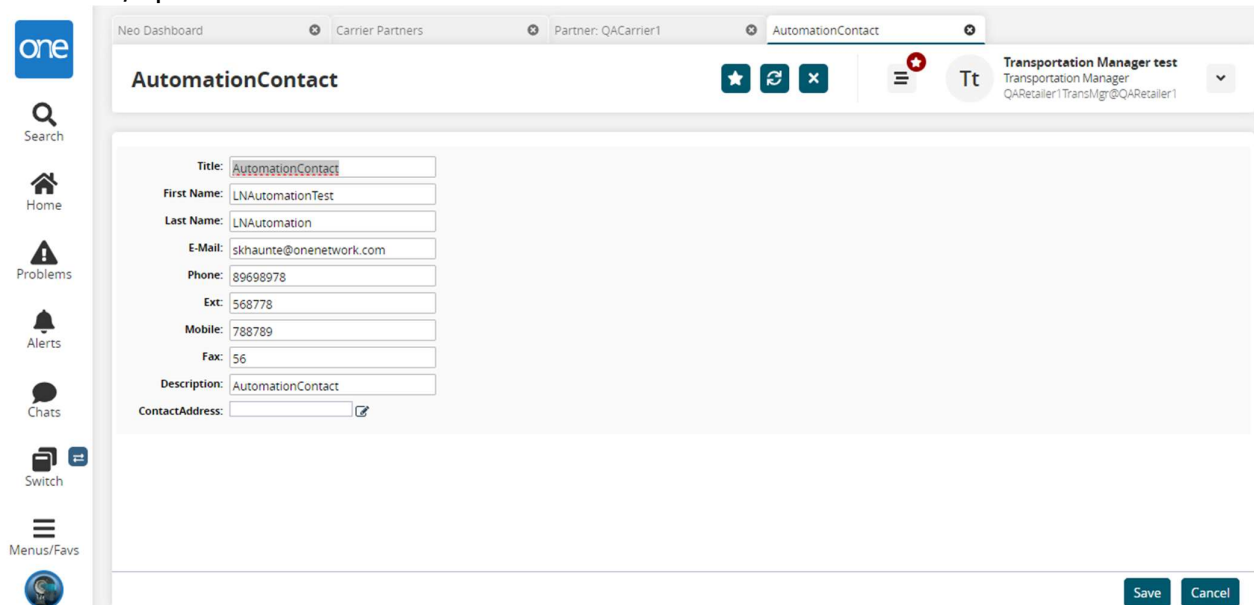 one
Neo Dashboard
Carrier Partners
Partner: QACarrier1
AutomationContact
AutomationContact
Tt
Transportation Manager test
Transportation Manager
QARetailer1TransMgr@QARetailer1
Search
Home
Problems
Alerts
Chats
Switch
Menus/Favs
Title: AutomationContact
First Name: LNAutomationTest
Last Name: LNAutomation
E-Mail: skhaunte@onenetwork.com
Phone: 89698978
Ext: 568778
Mobile: 788789
Fax: 56
Description: AutomationContact
ContactAddress:
Save
Cancel